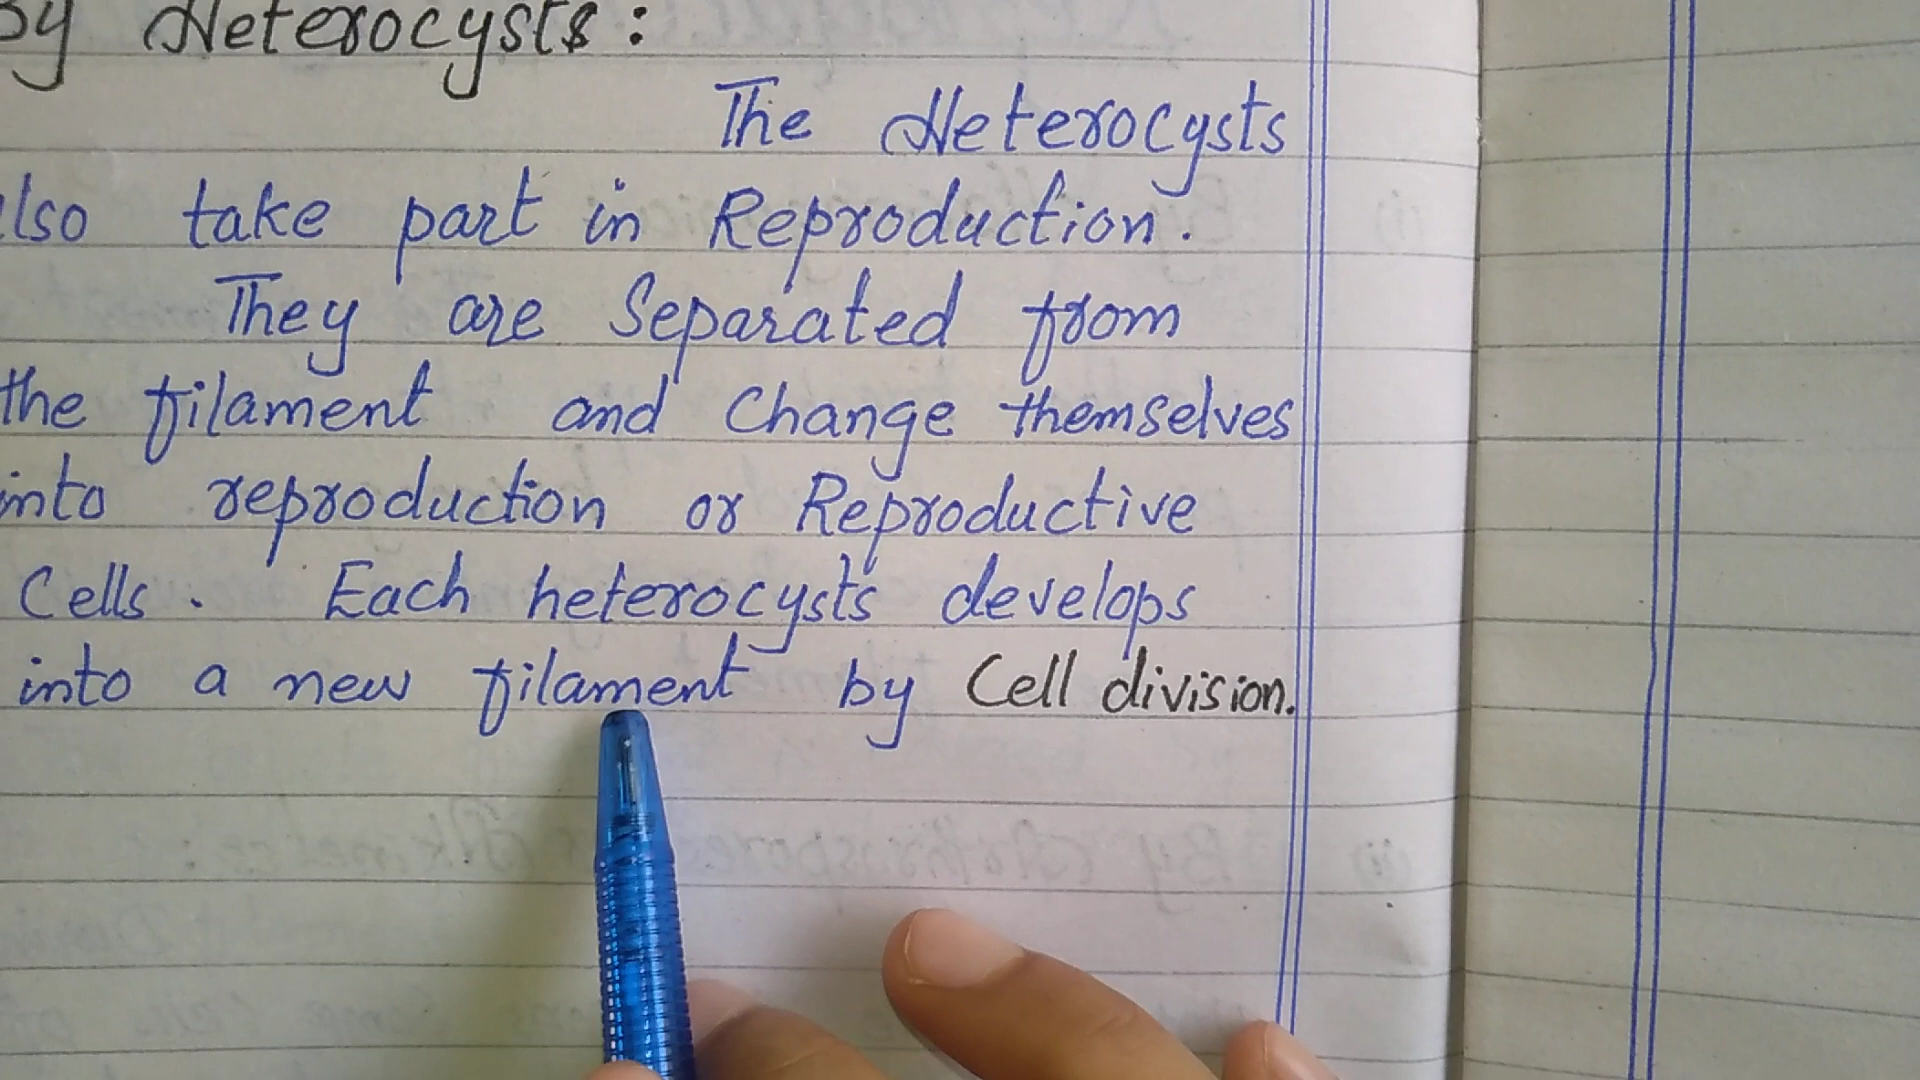 By Heterocysts:
The Heterocysts
also take part in Reproduction.
They are Separated from
the filament and Change themselves
into reproduction or Reproductive
Cells. Each heterocysts develops
into a new filament by Cell division.